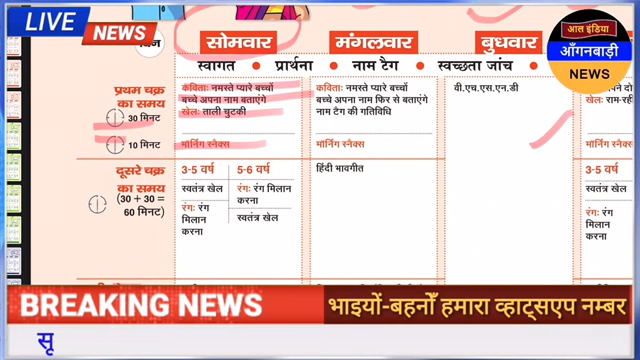 LIVE NEWS
आल इंडिया
आँगनबाड़ी
NEWS
सोमवार मंगलवार बुधवार
स्वागत • प्रार्थना • नाम टैग • स्वच्छता जांच •
प्रथम चक्र
का समय
30 मिनट
10 मिनट
कविताः नमस्ते प्यारे बच्चों
बच्चे अपना नाम बताएंगे
खेलः ताली चुटकी
मॉर्निंग स्नैक्स
कविताः नमस्ते प्यारे बच्चों
बच्चे अपना नाम फिर से बताएंगे
नाम टैग की गतिविधि
वी.एच.एस.एन.डी
मॉर्निंग स्नैक्स
दूसरे चक्र
का समय
(30 + 30 =
60 मिनट)
3-5 वर्ष
स्वतंत्र खेल
रंगः रंग
मिलान
करना
5-6 वर्ष
रंगः रंग मिलान
करना
स्वतंत्र खेल
हिंदी भावगीत
3-5 वर्ष
स्वतंत्र खेल
रंगः रंग
मिलान
करना
BREAKING NEWS
भाइयों-बहनोँ हमारा व्हाट्सएप नम्बर
सू